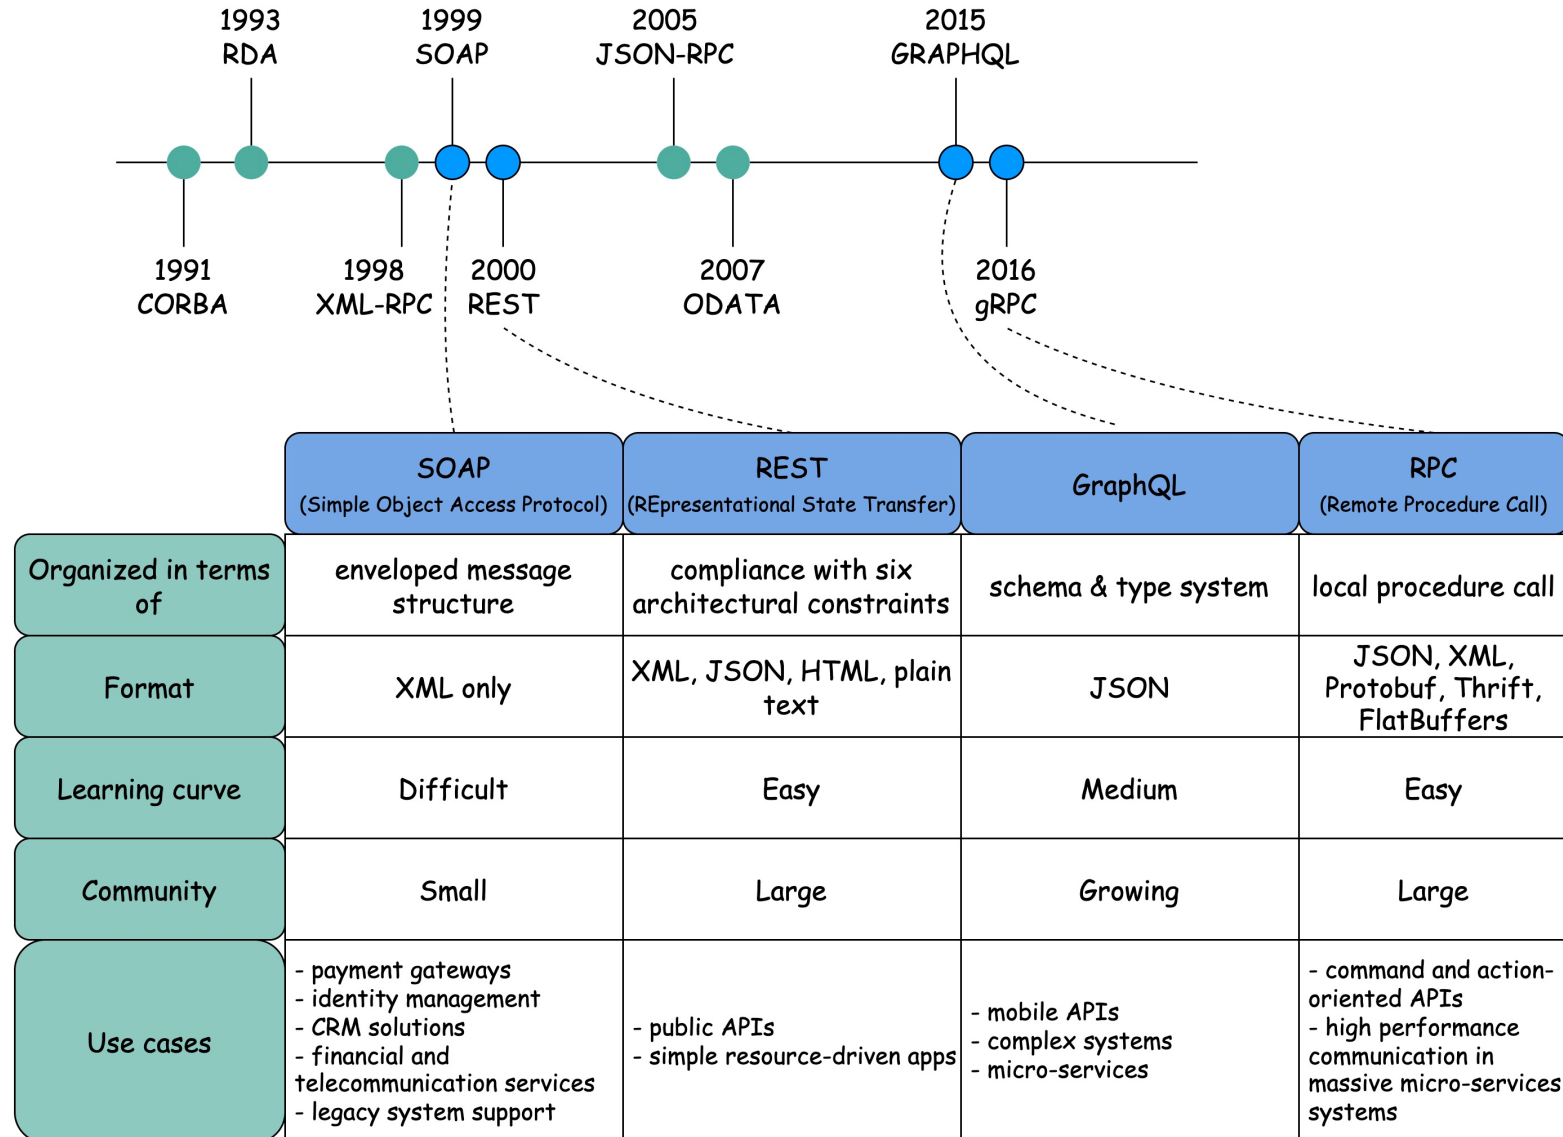 1993
RDA
1999
SOAP
2005
JSON-RPC
2015
GRAPHQL
1991
CORBA
1998
XML-RPC
2000
REST
2007
ODATA
2016
gRPC
SOAP
(Simple Object Access Protocol)
REST
(REpresentational State Transfer)
GraphQL
RPC
(Remote Procedure Call)
Organized in terms
of
enveloped message
structure
compliance with six
architectural constraints
schema & type system
local procedure call
Format
XML only
XML, JSON, HTML, plain
text
JSON
JSON, XML,
Protobuf, Thrift,
FlatBuffers
Learning curve
Difficult
Easy
Medium
Easy
Community
Small
Large
Growing
Large
Use cases
- payment gateways
- identity management
- CRM solutions
- financial and
telecommunication services
- legacy system support
- public APIs
- simple resource-driven apps
- mobile APIs
- complex systems
- micro-services
- command and action-
oriented APIs
- high performance
communication in
massive micro-services
systems